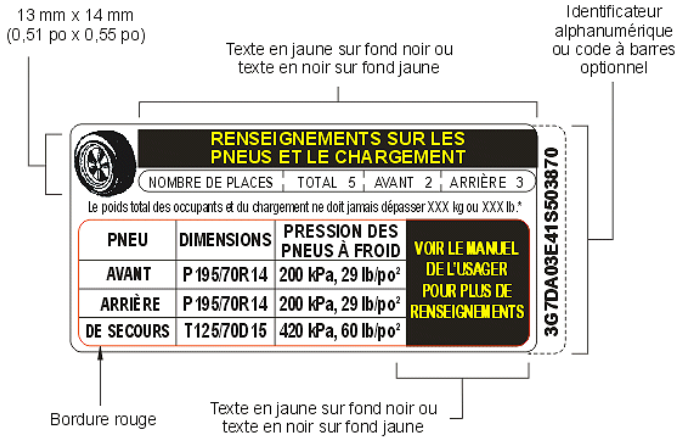 13 mm x 14 mm
(0,51 po x 0,55 po)
Texte en jaune sur fond noir ou
texte en noir sur fond jaune
Identificateur
alphanumérique
ou code à barres
optionnel
RENSEIGNEMENTS SUR LES
PNEUS ET LE CHARGEMENT
NOMBRE DE PLACES TOTAL 5 AVANT 2 ARRIÈRE 3
Le poids total des occupants et du chargement ne doit jamais dépasser XXX kg ou XXX lb.*
PNEU DIMENSIONS PRESSION DES
PNEUS À FROID
AVANT P195/70R14 200 kPa, 29 lb/po²
ARRIÈRE P195/70R14 200 kPa, 29 lb/po²
DE SECOURS T125/70D15 420 kPa, 60 lb/po²
VOIR LE MANUEL
DE L'USAGER
POUR PLUS DE
RENSEIGNEMENTS
3G7DA03E41S503870
Bordure rouge
Texte en jaune sur fond noir ou
texte en noir sur fond jaune